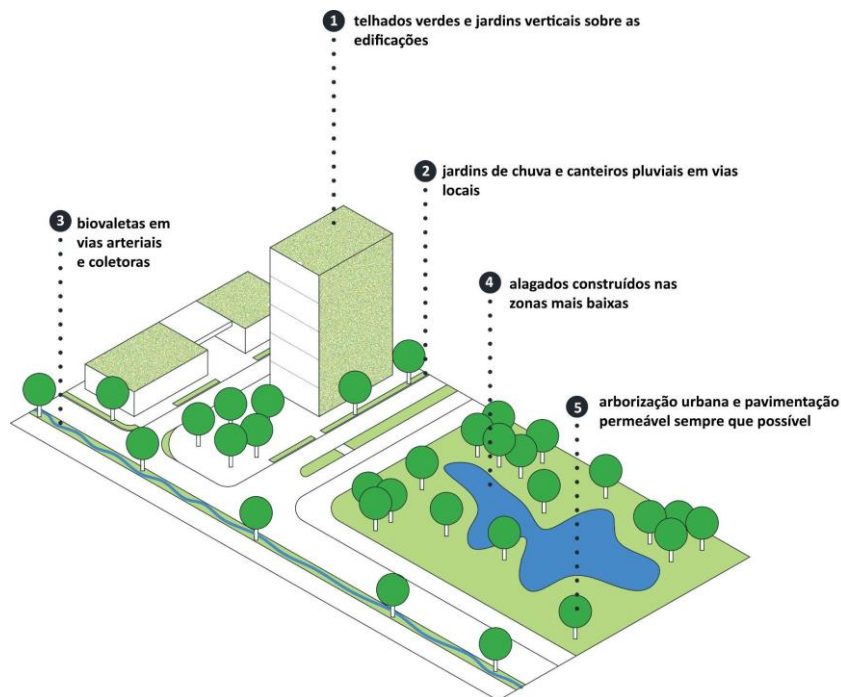 1 telhados verdes e jardins verticais sobre as
edificações
2 jardins de chuva e canteiros pluviais em vias
locais
3 biovaletas em
vias arteriais
e coletoras
4 alagados construídos nas
zonas mais baixas
5 arborização urbana e pavimentação
permeável sempre que possível